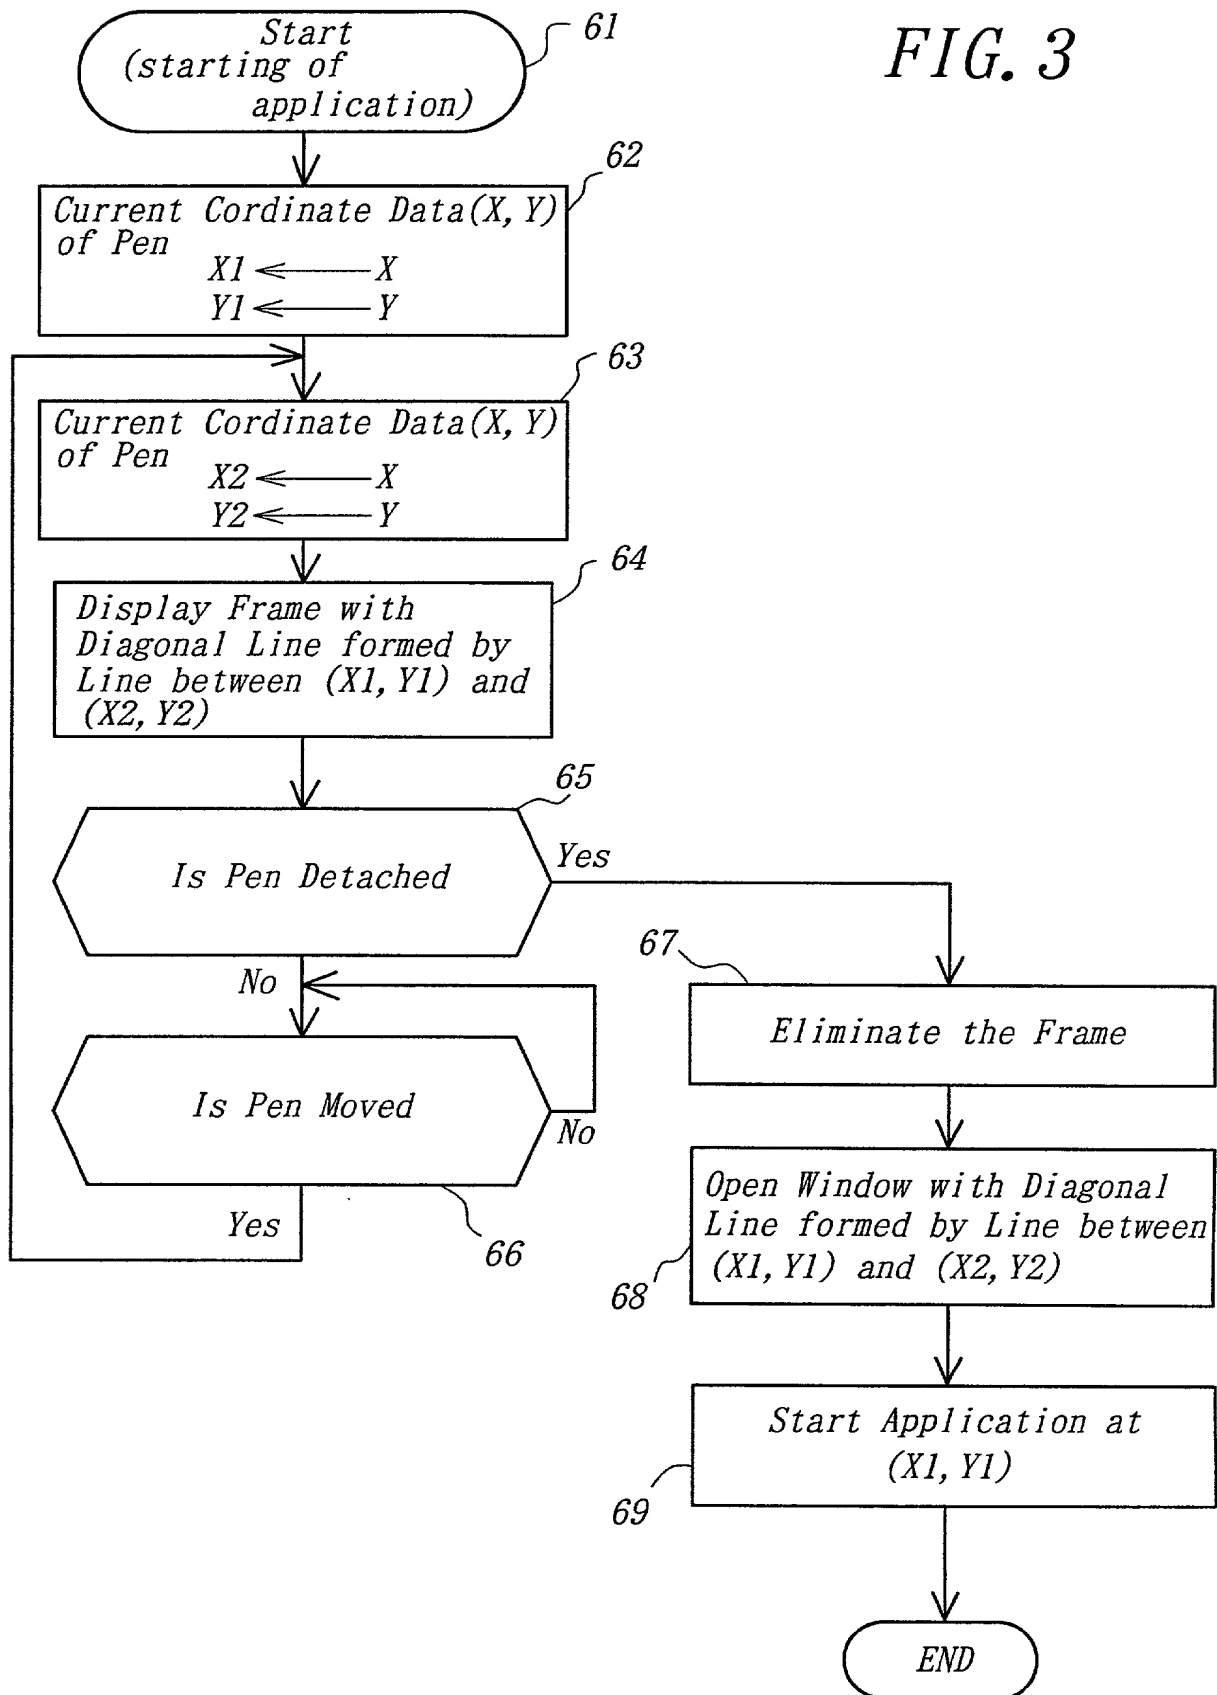 FIG. 3
Start
(starting of
application)
61
62
Current Cordinate Data(X, Y)
of Pen
X1 ← X
Y1 ← Y
63
Current Cordinate Data(X, Y)
of Pen
X2 ← X
Y2 ← Y
64
Display Frame with
Diagonal Line formed by
Line between (X1, Y1) and
(X2, Y2)
65
Is Pen Detached
Yes
No
Is Pen Moved
No
Yes
66
67
Eliminate the Frame
Open Window with Diagonal
Line formed by Line between
(X1, Y1) and (X2, Y2)
68
Start Application at
(X1, Y1)
69
END